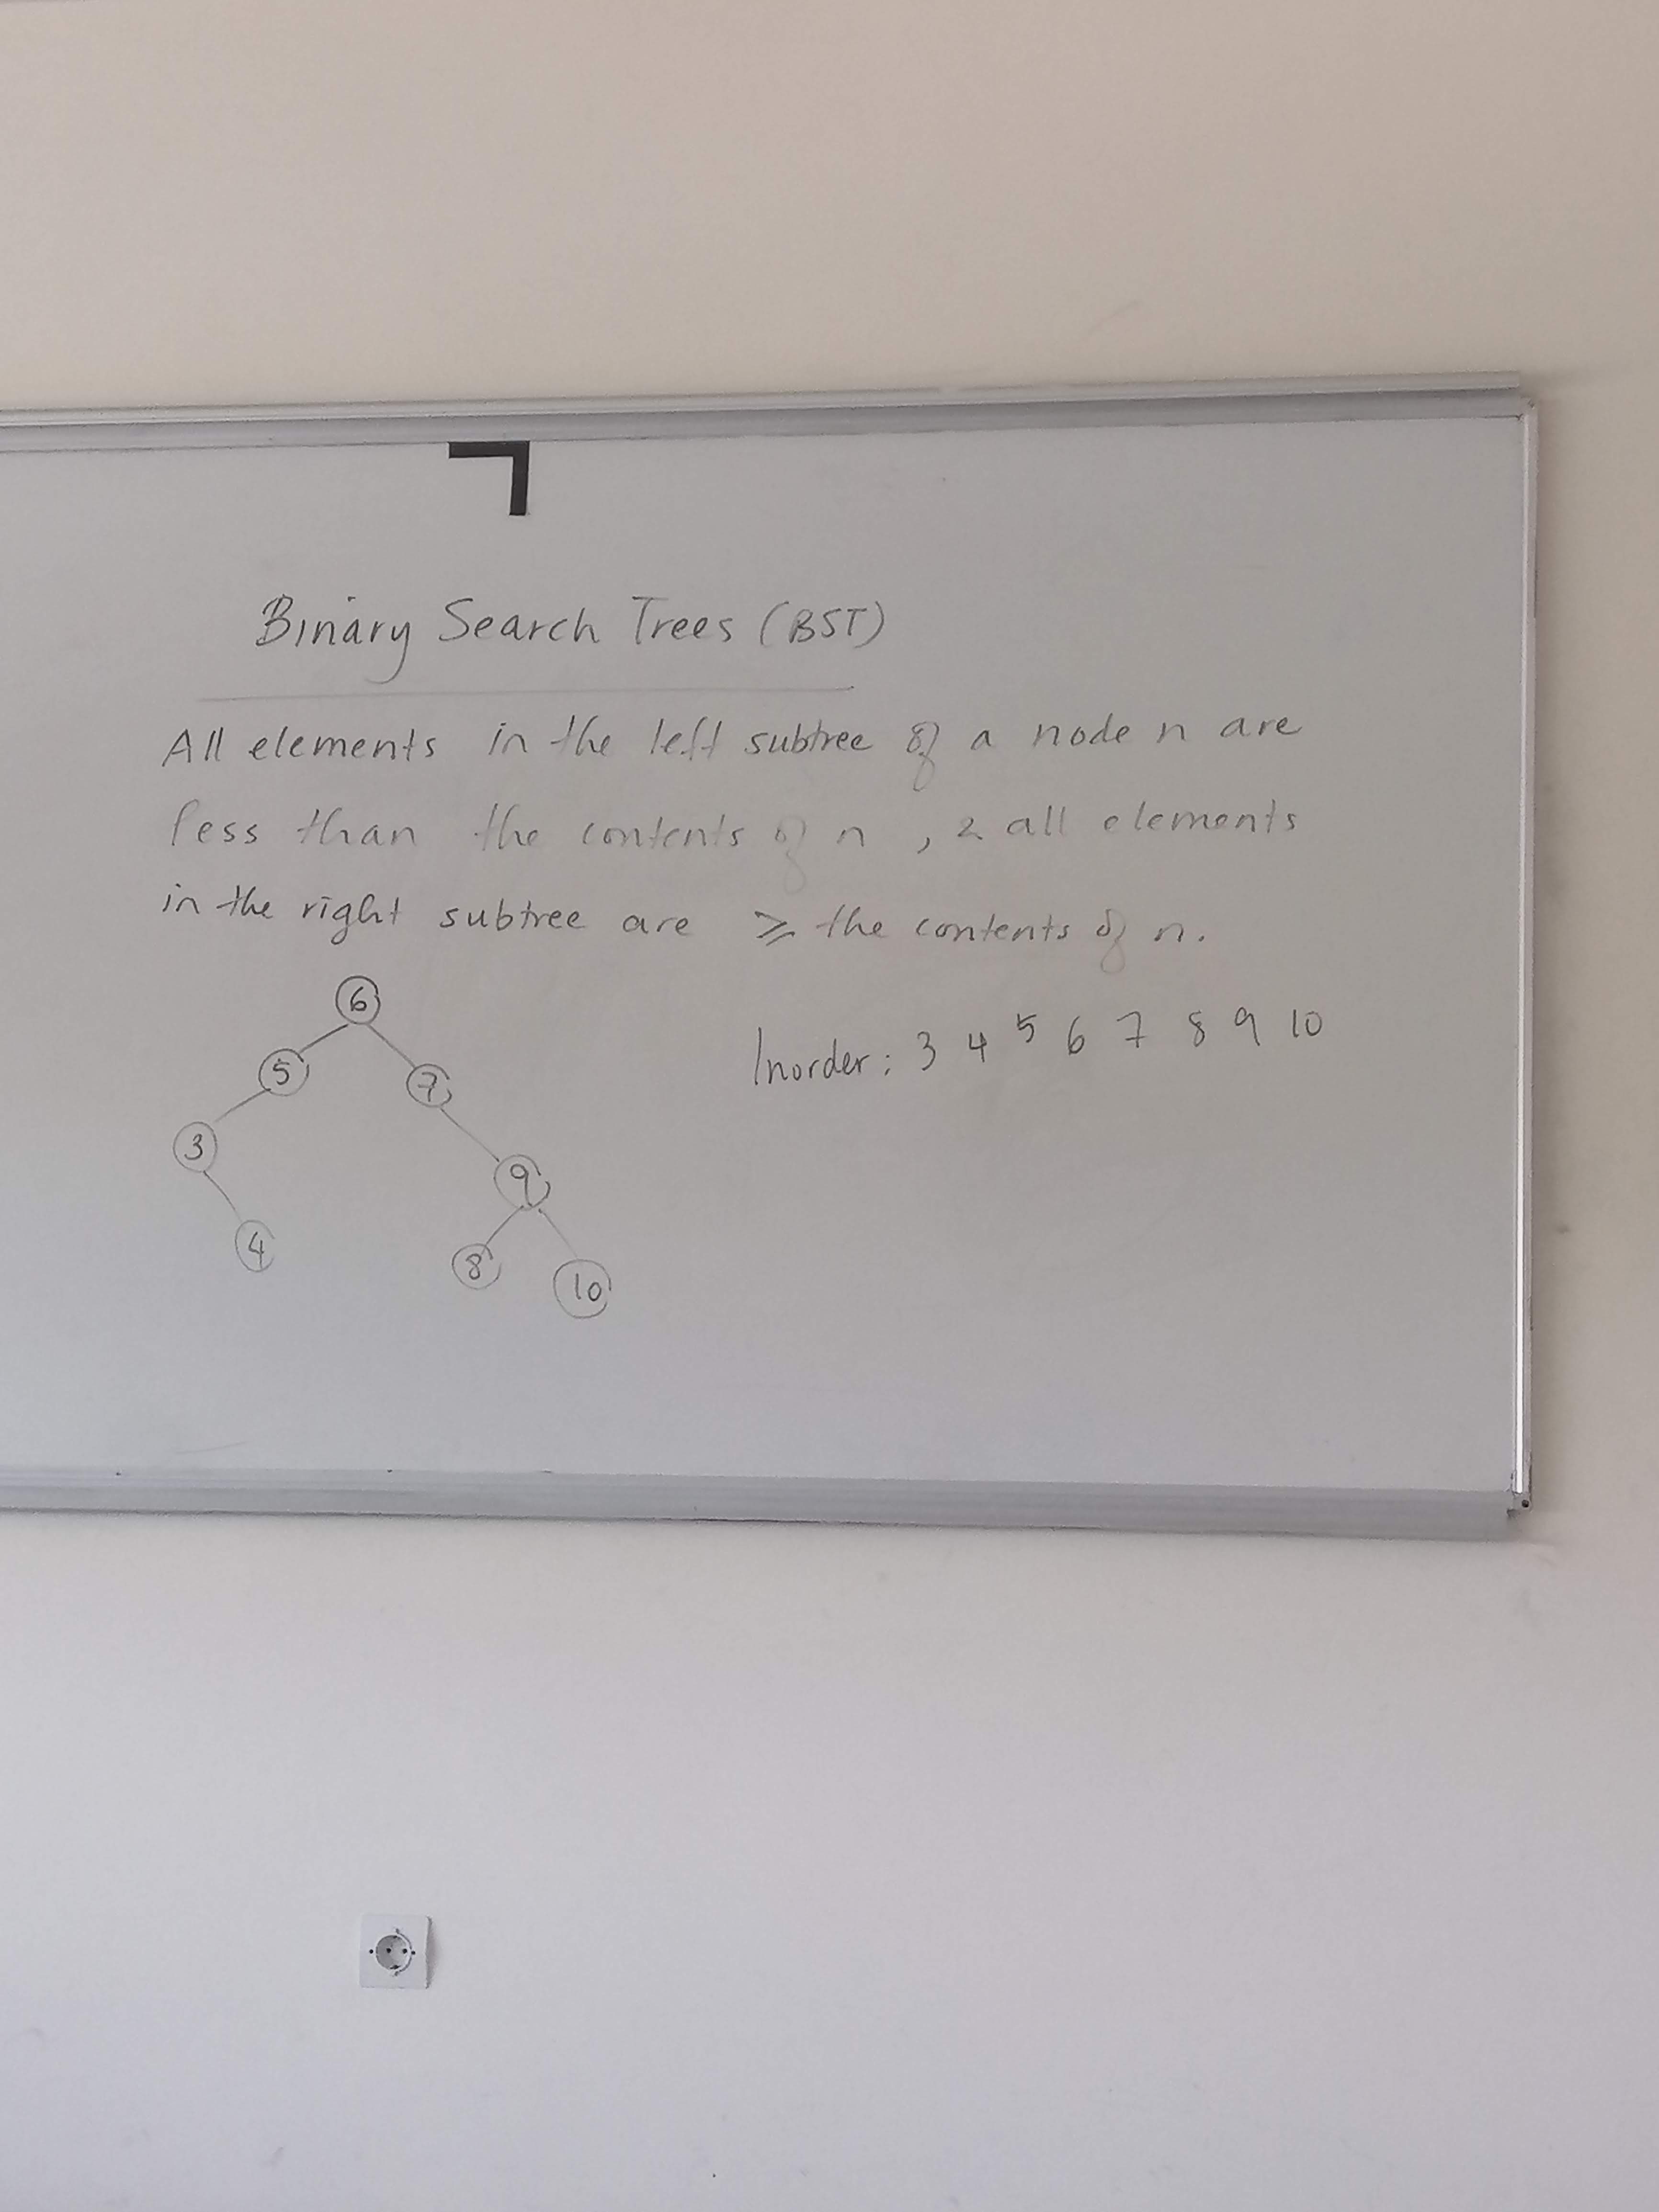 Binary Search Trees (BST)
All elements in the left subtree of a node n are
less than the contents of n, & all elements
in the right subtree are ≥ the contents of n.
6
5
7
3
9
4
8
10
Inorder: 3 4 5 6 7 8 9 10